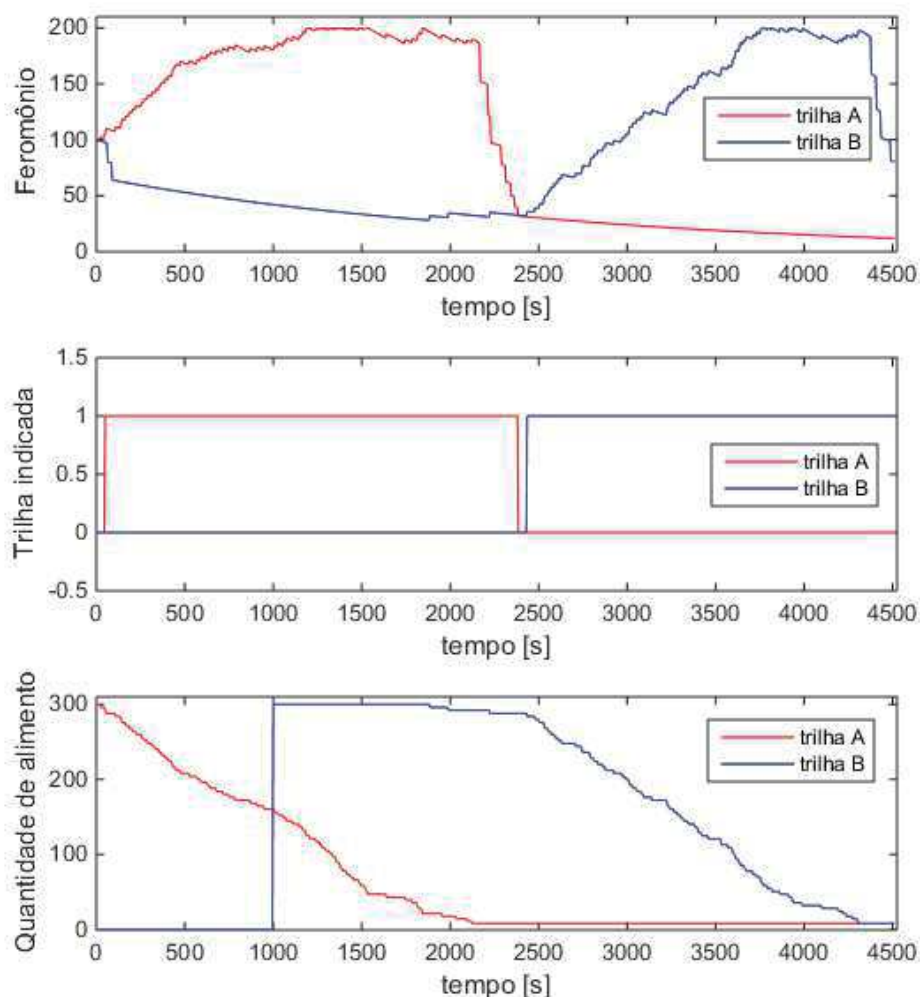 Feromônio
200
150
100
50
0
trilha A
trilha B
0 500 1000 1500 2000 2500 3000 3500 4000 4500
tempo [s]
Trilha indicada
1.5
1
0.5
0
-0.5
trilha A
trilha B
0 500 1000 1500 2000 2500 3000 3500 4000 4500
tempo [s]
Quantidade de alimento
300
200
100
0
trilha A
trilha B
0 500 1000 1500 2000 2500 3000 3500 4000 4500
tempo [s]